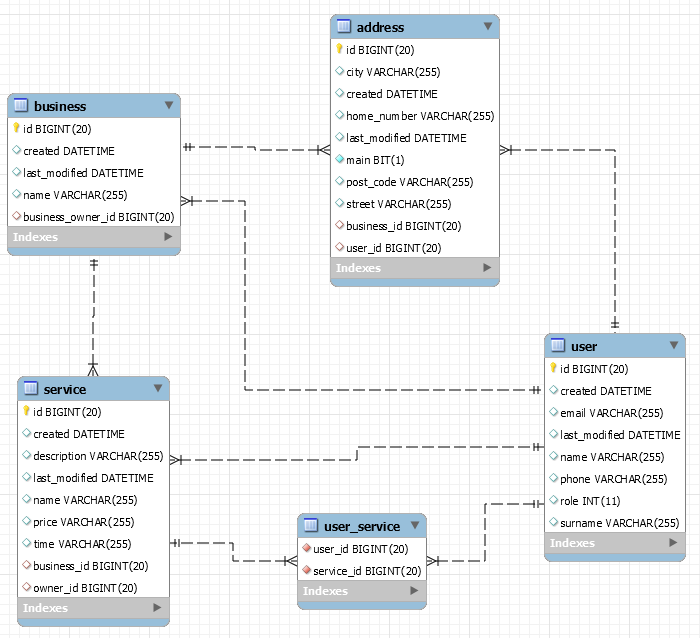 address
id BIGINT(20)
city VARCHAR(255)
created DATETIME
home_number VARCHAR(255)
last_modified DATETIME
main BIT(1)
post_code VARCHAR(255)
street VARCHAR(255)
business_id BIGINT(20)
user_id BIGINT(20)
Indexes
business
id BIGINT(20)
created DATETIME
last_modified DATETIME
name VARCHAR(255)
business_owner_id BIGINT(20)
Indexes
user
id BIGINT(20)
created DATETIME
email VARCHAR(255)
last_modified DATETIME
name VARCHAR(255)
phone VARCHAR(255)
role INT(11)
surname VARCHAR(255)
Indexes
service
id BIGINT(20)
created DATETIME
description VARCHAR(255)
last_modified DATETIME
name VARCHAR(255)
price VARCHAR(255)
time VARCHAR(255)
business_id BIGINT(20)
owner_id BIGINT(20)
Indexes
user_service
user_id BIGINT(20)
service_id BIGINT(20)
Indexes